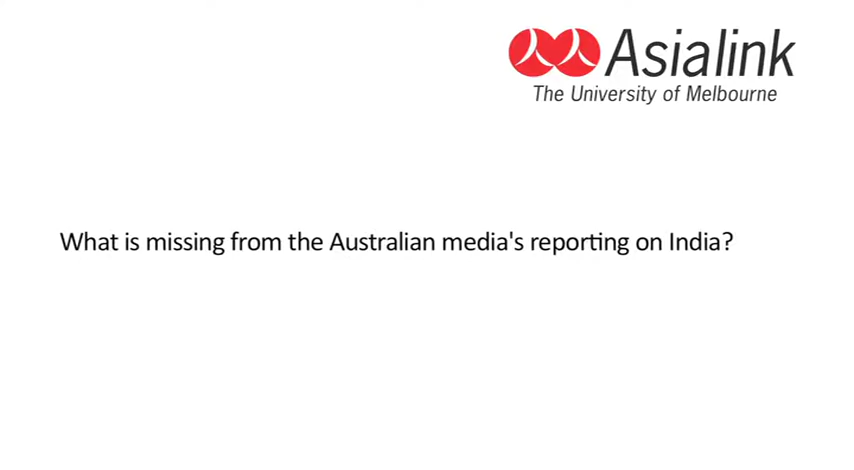 Asialink
The University of Melbourne
What is missing from the Australian media's reporting on India?